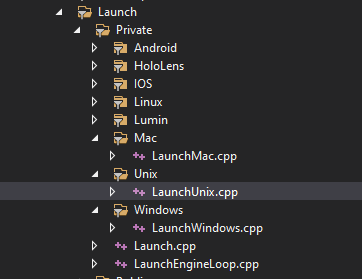 Launch
Private
Android
HoloLens
IOS
Linux
Lumin
Mac
LaunchMac.cpp
Unix
LaunchUnix.cpp
Windows
LaunchWindows.cpp
Launch.cpp
LaunchEngineLoop.cpp